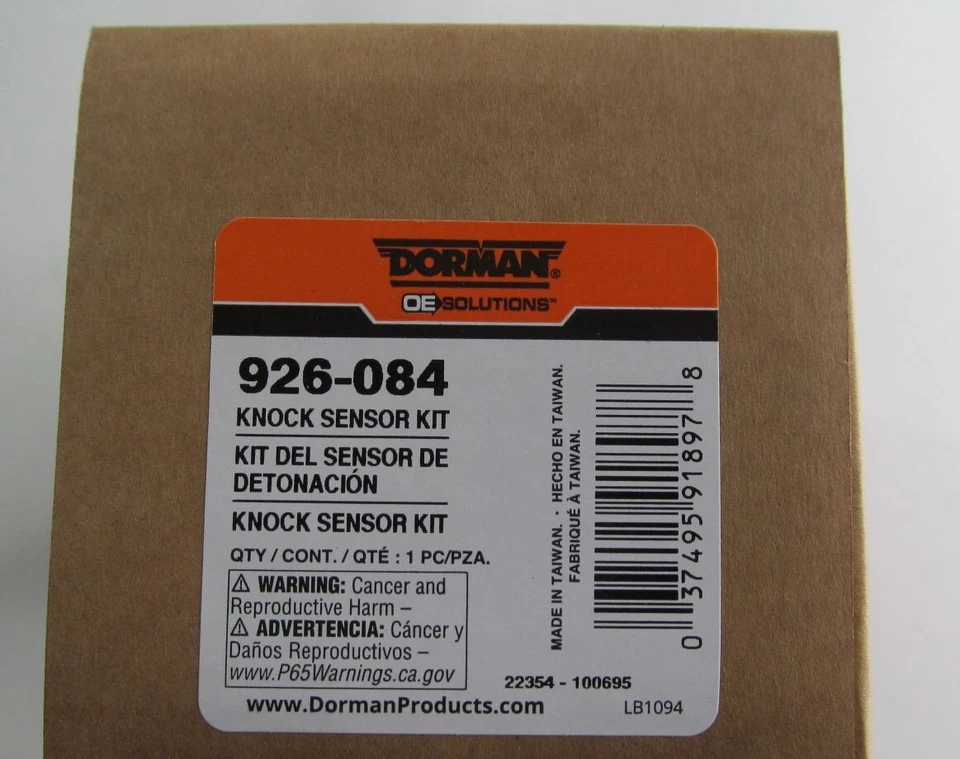 DORMAN®
OE SOLUTIONS™
926-084
KNOCK SENSOR KIT
KIT DEL SENSOR DE
DETONACIÓN
KNOCK SENSOR KIT
QTY / CONT. / QTÉ : 1 PC/PZA.
⚠ WARNING: Cancer and
Reproductive Harm –
⚠ ADVERTENCIA: Cáncer y
Daños Reproductivos –
www.P65Warnings.ca.gov
www.DormanProducts.com
MADE IN TAIWAN. · HECHO EN TAIWAN.
FABRIQUÉ À TAIWAN.
0 37495 91897 8
22354 - 100695
LB1094